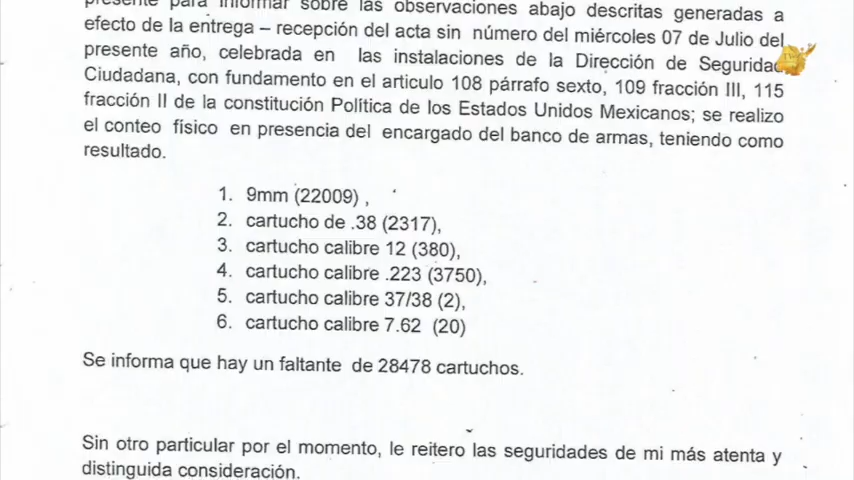 presente para informar sobre las observaciones abajo descritas generadas a
efecto de la entrega – recepción del acta sin número del miércoles 07 de Julio del
presente año, celebrada en las instalaciones de la Dirección de Seguridad
Ciudadana, con fundamento en el articulo 108 párrafo sexto, 109 fracción III, 115
fracción II de la constitución Política de los Estados Unidos Mexicanos; se realizo
el conteo físico en presencia del encargado del banco de armas, teniendo como
resultado.
1. 9mm (22009) ,
2. cartucho de .38 (2317),
3. cartucho calibre 12 (380),
4. cartucho calibre .223 (3750),
5. cartucho calibre 37/38 (2),
6. cartucho calibre 7.62 (20)
Se informa que hay un faltante de 28478 cartuchos.
Sin otro particular por el momento, le reitero las seguridades de mi más atenta y
distinguida consideración.